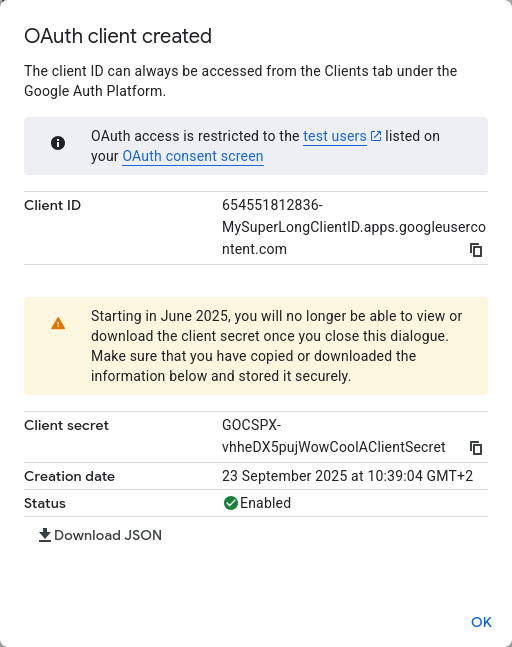 OAuth client created
The client ID can always be accessed from the Clients tab under the
Google Auth Platform.
OAuth access is restricted to the test users listed on
your OAuth consent screen
Client ID
654551812836-
MySuperLongClientID.apps.googleuserco
ntent.com
Starting in June 2025, you will no longer be able to view or
download the client secret once you close this dialogue.
Make sure that you have copied or downloaded the
information below and stored it securely.
Client secret
GOCSPX-
vhheDX5pujWowCoolAClientSecret
Creation date 23 September 2025 at 10:39:04 GMT+2
Status Enabled
Download JSON
OK